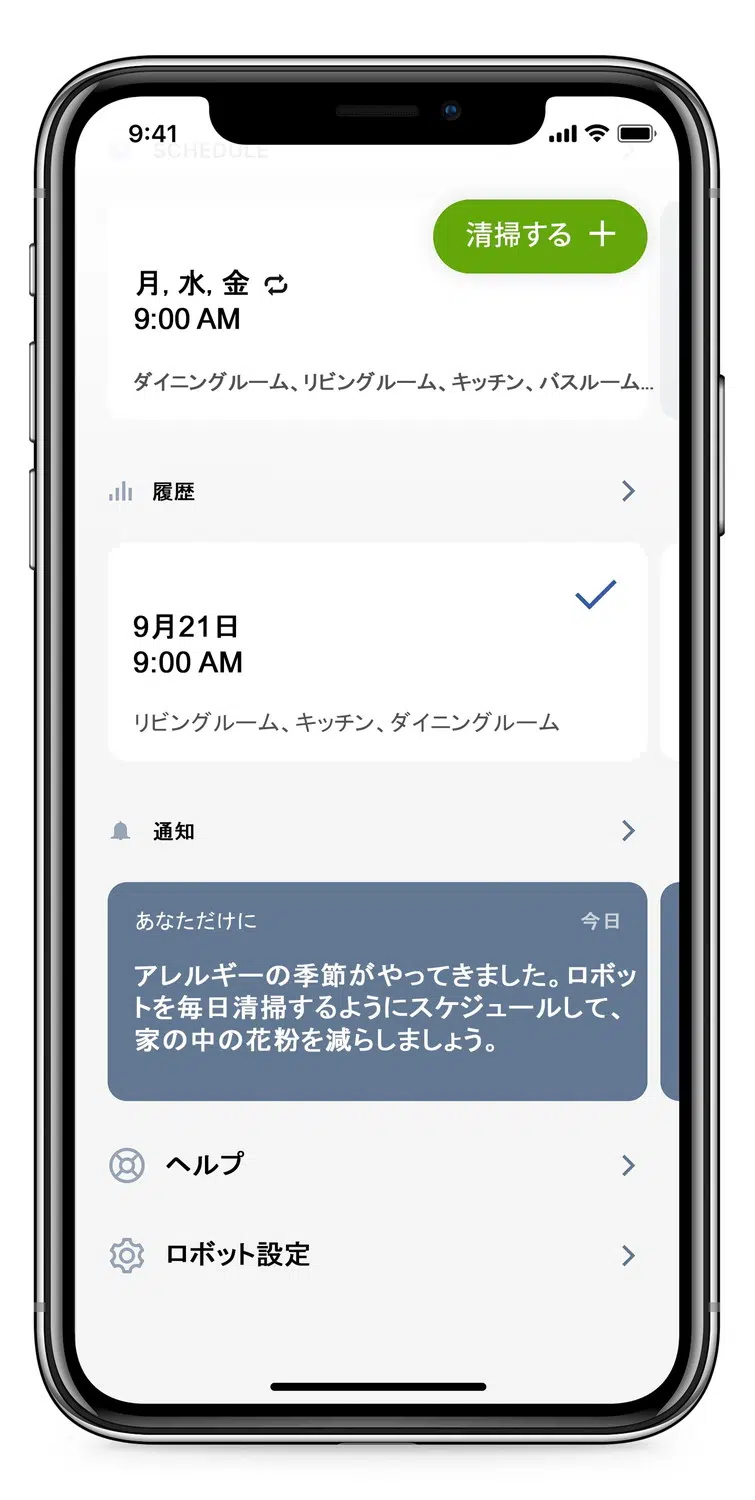 9:41
SCHEDULE
清掃する
月, 水, 金
9:00 AM
ダイニングルーム、リビングルーム、キッチン、バスルーム...
履歴
9月21日
9:00 AM
リビングルーム、キッチン、ダイニングルーム
通知
あなただけに
今日
アレルギーの季節がやってきました。ロボッ
トを毎日清掃するようにスケジュールして、
家の中の花粉を減らしましょう。
ヘルプ
ロボット設定